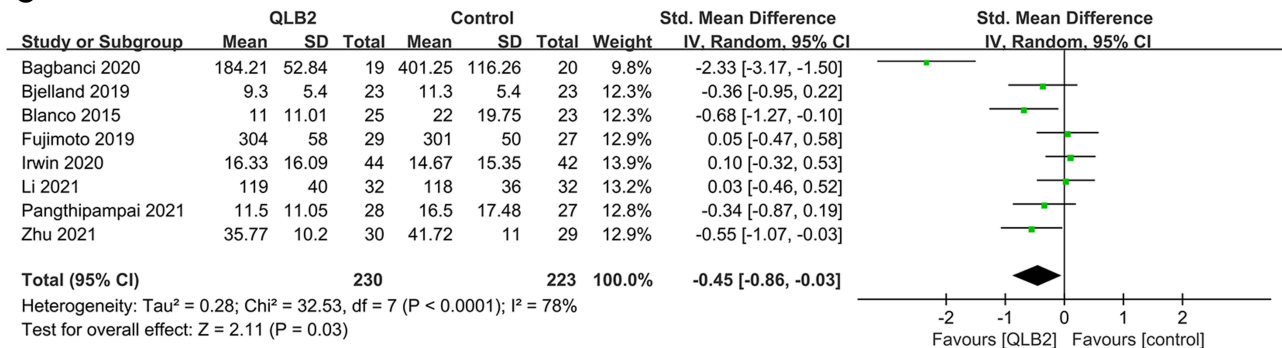 QLB2 Control Std. Mean Difference Std. Mean Difference
Study or Subgroup Mean SD Total Mean SD Total Weight IV, Random, 95% CI IV, Random, 95% CI
Bagbanci 2020 184.21 52.84 19 401.25 116.26 20 9.8% -2.33 [-3.17, -1.50]
Bjelland 2019 9.3 5.4 23 11.3 5.4 23 12.3% -0.36 [-0.95, 0.22]
Blanco 2015 11 11.01 25 22 19.75 23 12.3% -0.68 [-1.27, -0.10]
Fujimoto 2019 304 58 29 301 50 27 12.9% 0.05 [-0.47, 0.58]
Irwin 2020 16.33 16.09 44 14.67 15.35 42 13.9% 0.10 [-0.32, 0.53]
Li 2021 119 40 32 118 36 32 13.2% 0.03 [-0.46, 0.52]
Pangthipampai 2021 11.5 11.05 28 16.5 17.48 27 12.8% -0.34 [-0.87, 0.19]
Zhu 2021 35.77 10.2 30 41.72 11 29 12.9% -0.55 [-1.07, -0.03]
Total (95% CI) 230 223 100.0% -0.45 [-0.86, -0.03]
Heterogeneity: Tau² = 0.28; Chi² = 32.53, df = 7 (P < 0.0001); I² = 78%
Test for overall effect: Z = 2.11 (P = 0.03)
-2 -1 0 1 2
Favours [QLB2] Favours [control]